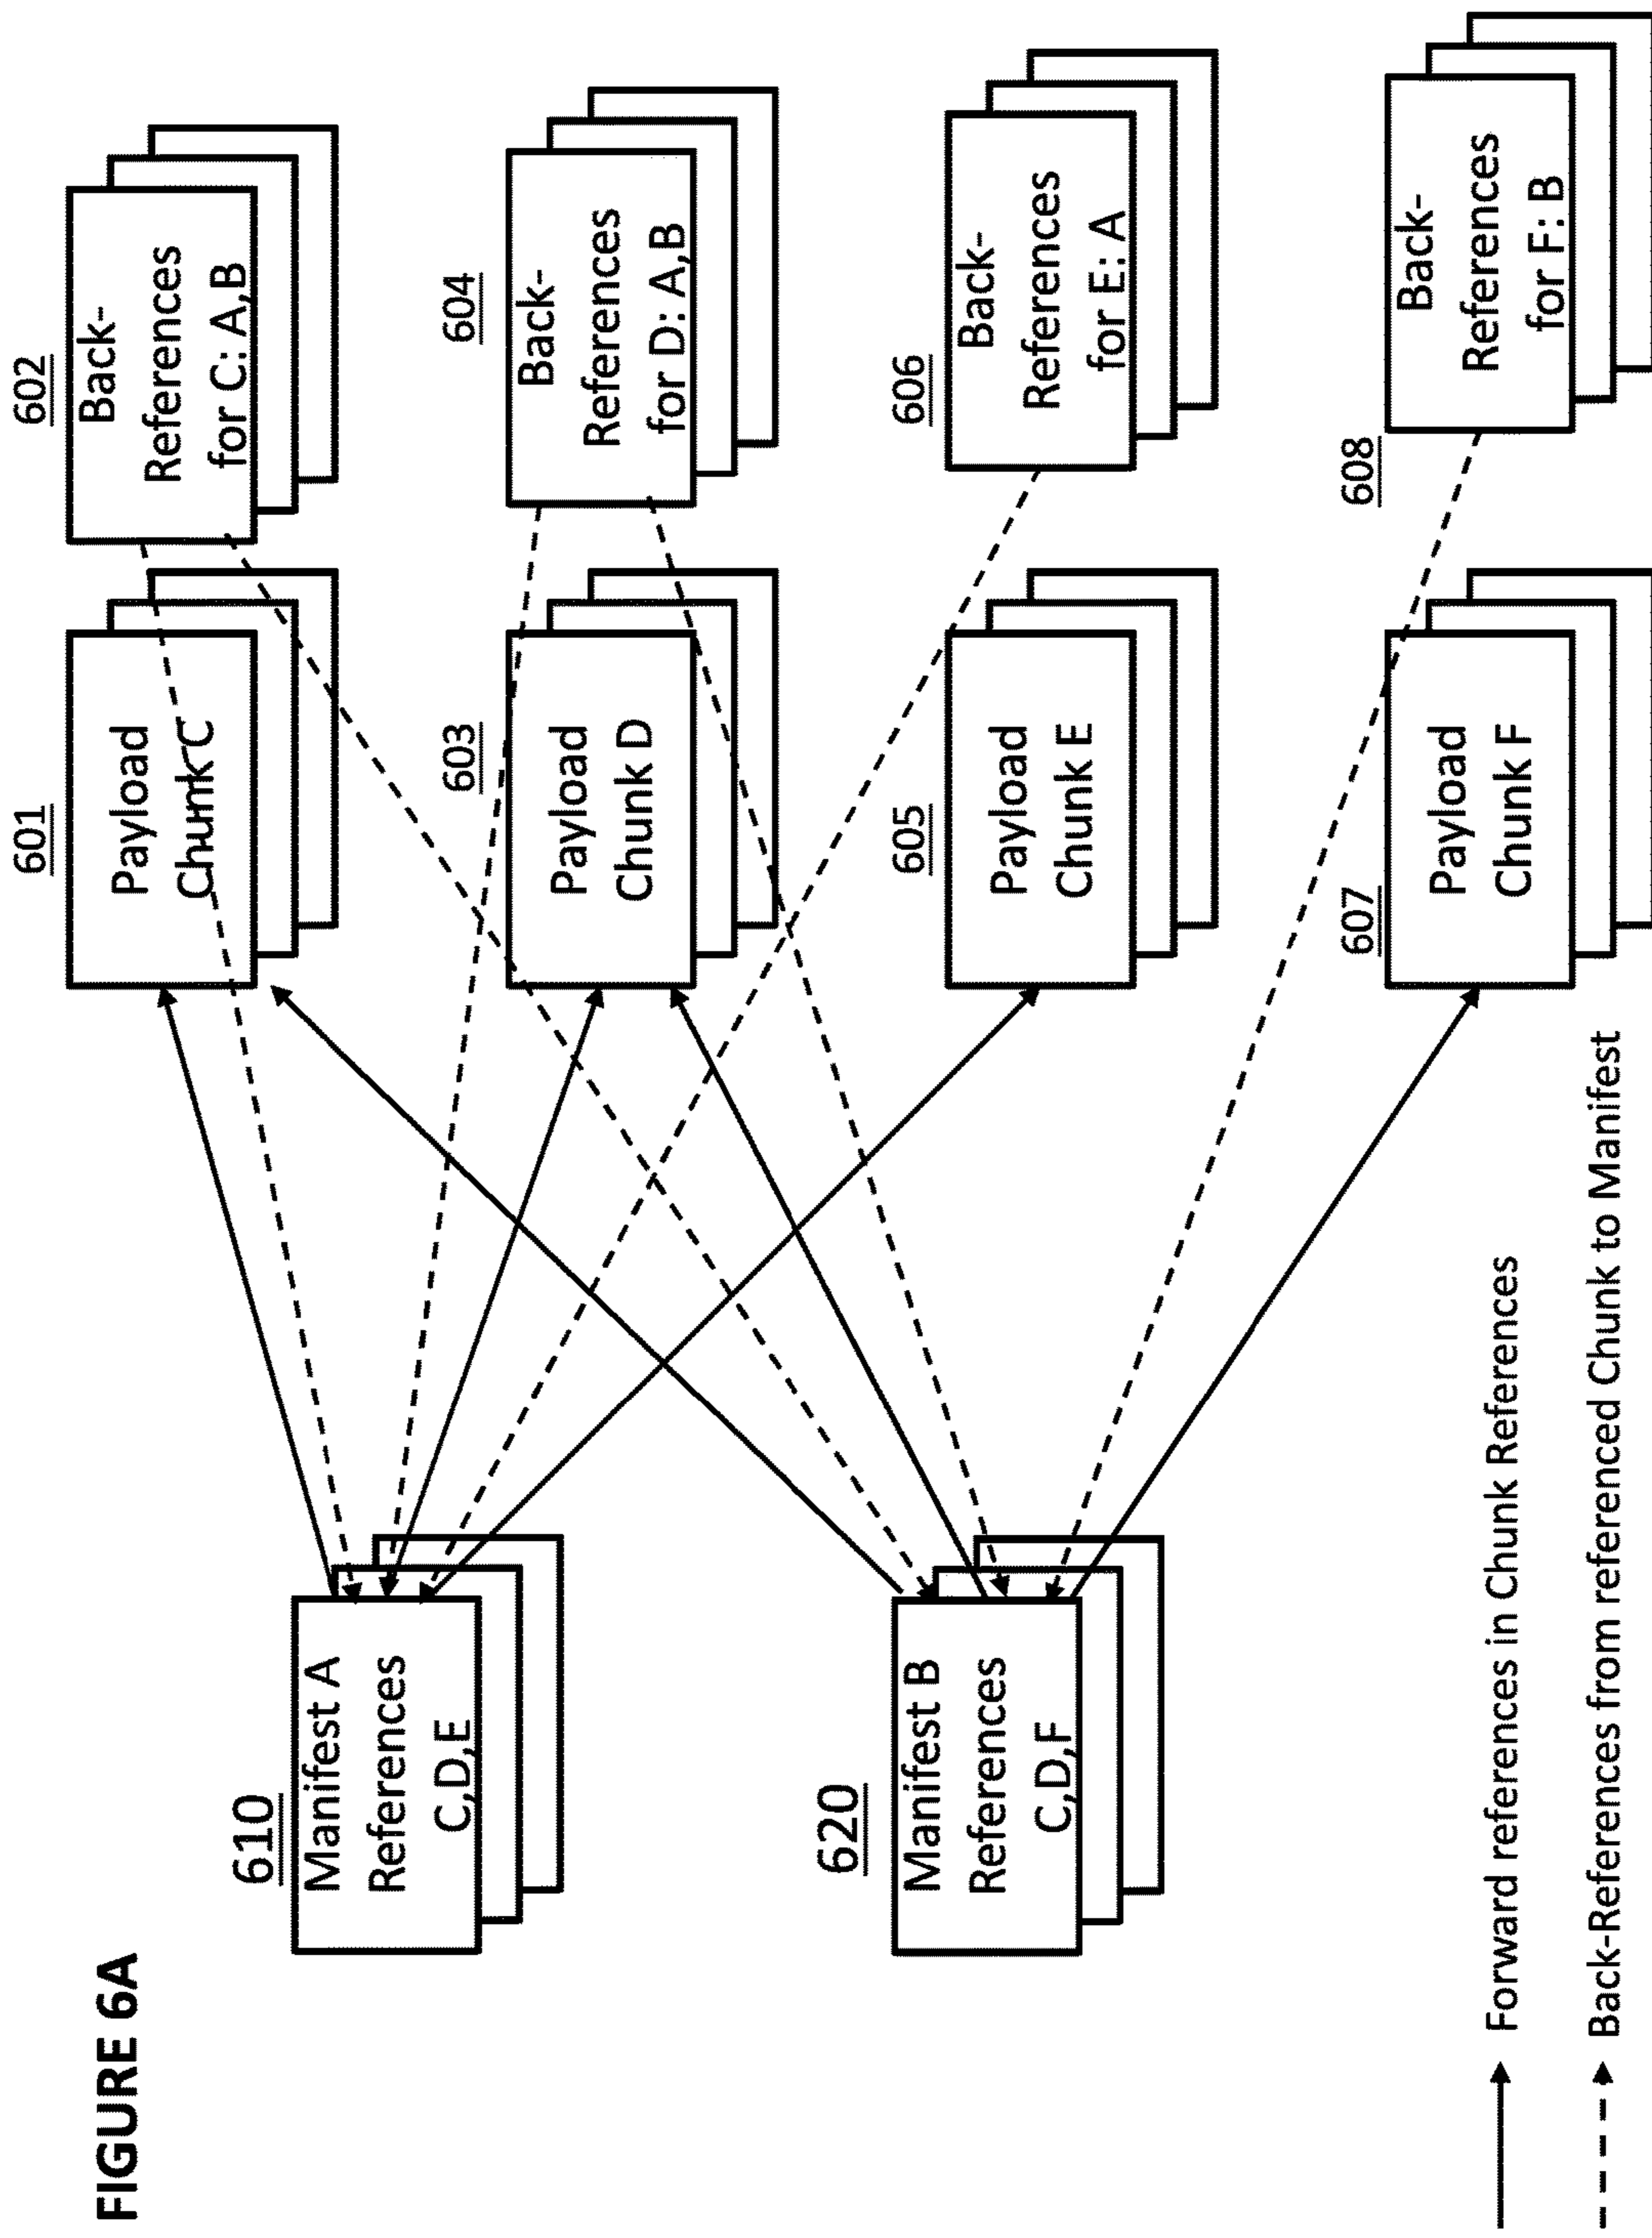 FIGURE 6A
610
Manifest A
References
C,D,E
620
Manifest B
References
C,D,F
601
Payload
Chunk C
603
Payload
Chunk D
605
Payload
Chunk E
607
Payload
Chunk F
602
Back-
References
for C: A,B
604
Back-
References
for D: A,B
606
Back-
References
for E: A
608
Back-
References
for F: B
Forward references in Chunk References
Back-References from referenced Chunk to Manifest